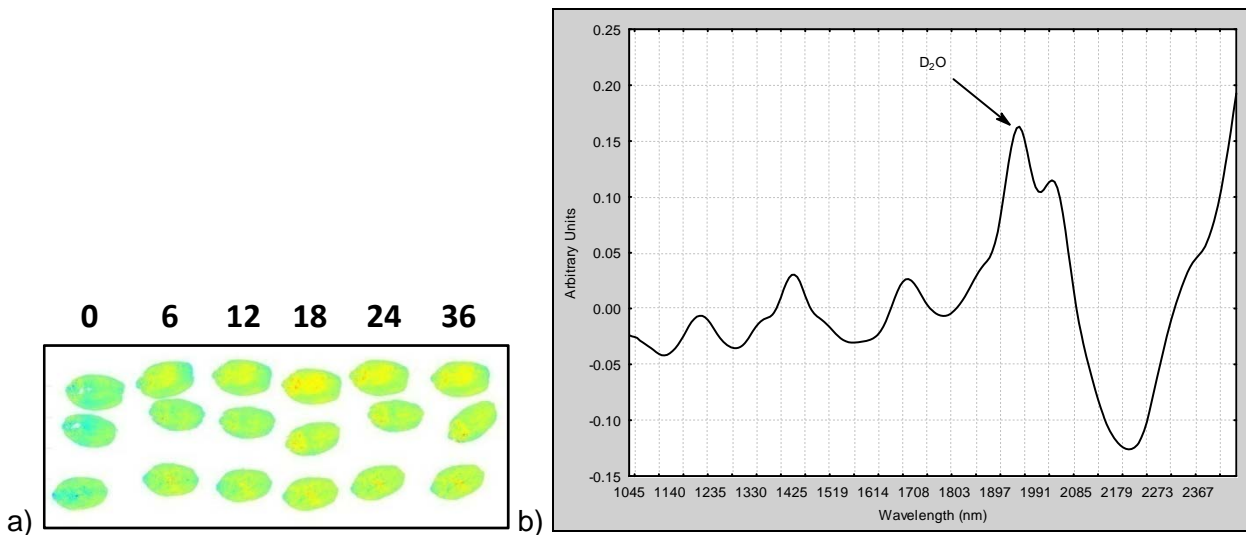 0 6 12 18 24 36
a)
b)
0.25
0.20
0.15
0.10
0.05
0.00
-0.05
-0.10
-0.15
Arbitrary Units
D₂O
1045 1140 1235 1330 1425 1519 1614 1708 1803 1897 1991 2085 2179 2273 2367
Wavelength (nm)